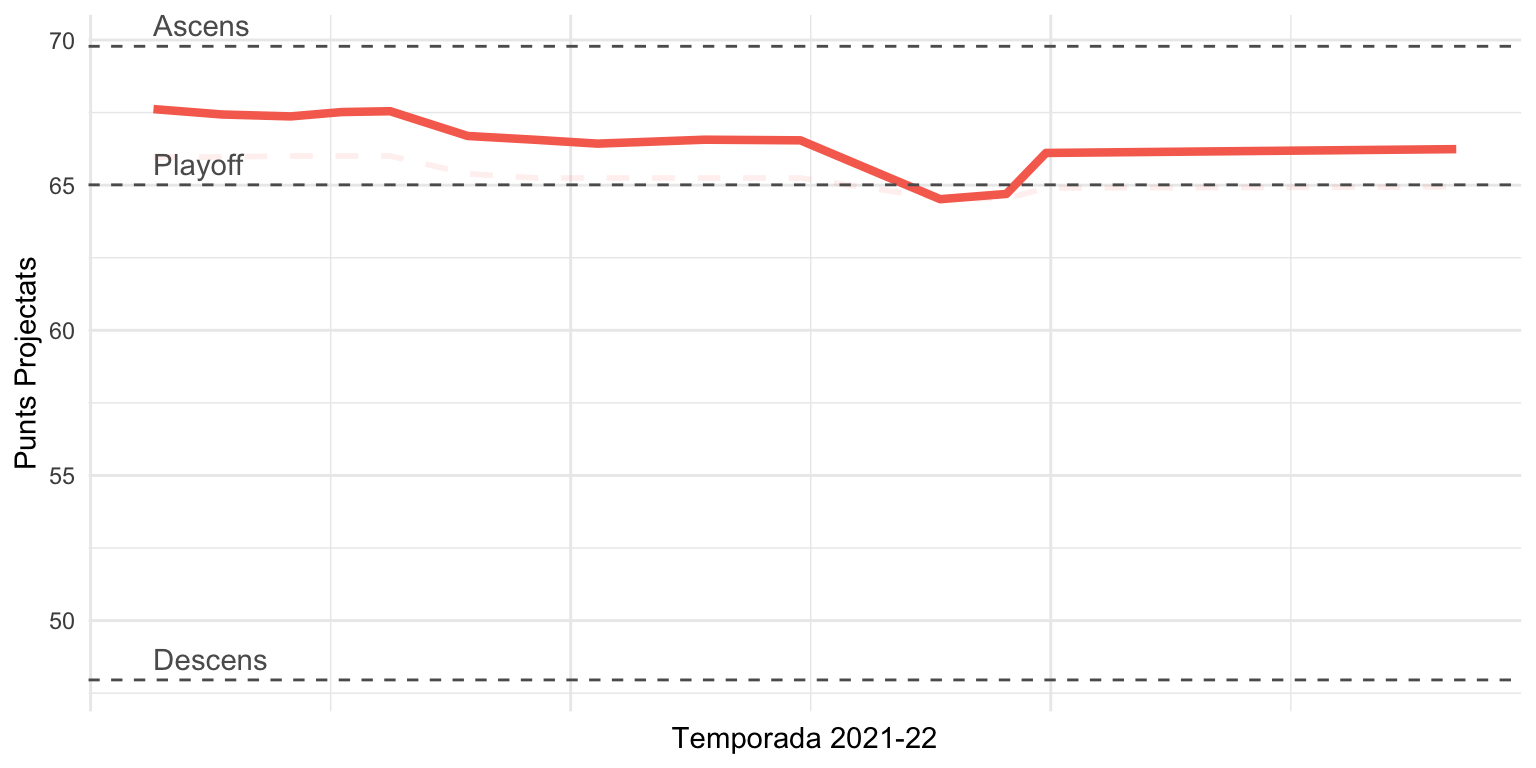 Ascens
70
Playoff
65
60
55
50
Descens
Punts Projectats
Temporada 2021-22